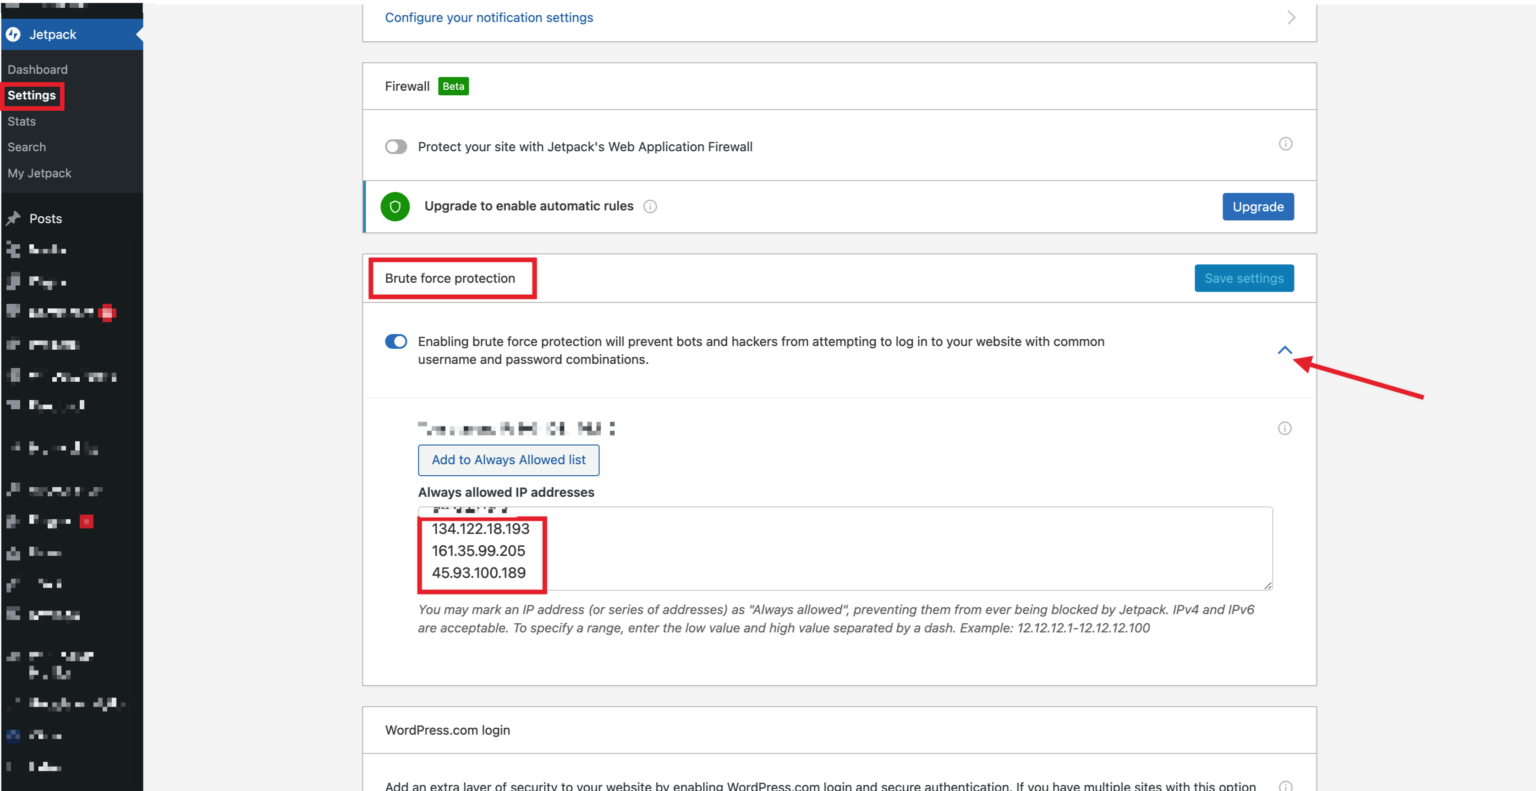 Jetpack
Dashboard
Settings
Stats
Search
My Jetpack
Posts
Configure your notification settings
Firewall Beta
Protect your site with Jetpack's Web Application Firewall
Upgrade to enable automatic rules
Upgrade
Brute force protection
Save settings
Enabling brute force protection will prevent bots and hackers from attempting to log in to your website with common
username and password combinations.
Add to Always Allowed list
Always allowed IP addresses
134.122.18.193
161.35.99.205
45.93.100.189
You may mark an IP address (or series of addresses) as "Always allowed", preventing them from ever being blocked by Jetpack. IPv4 and IPv6
are acceptable. To specify a range, enter the low value and high value separated by a dash. Example: 12.12.12.1-12.12.12.100
WordPress.com login
Add an extra layer of security to your website by enabling WordPress.com login and secure authentication. If you have multiple sites with this option